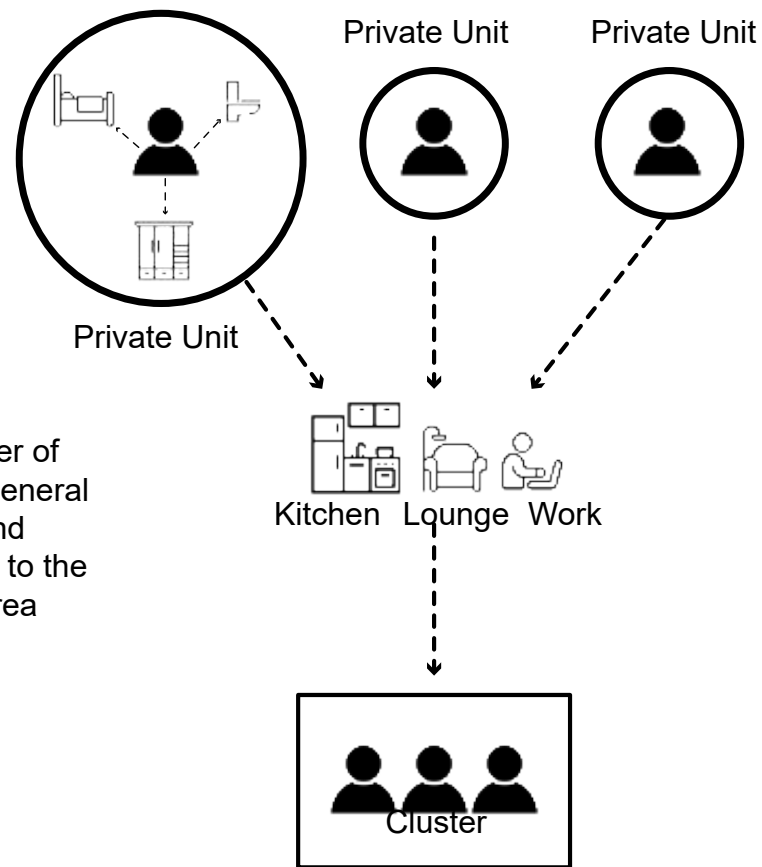 Private Unit
Private Unit
Private Unit
er of
eneral
nd
to the
rea
Kitchen Lounge Work
Cluster